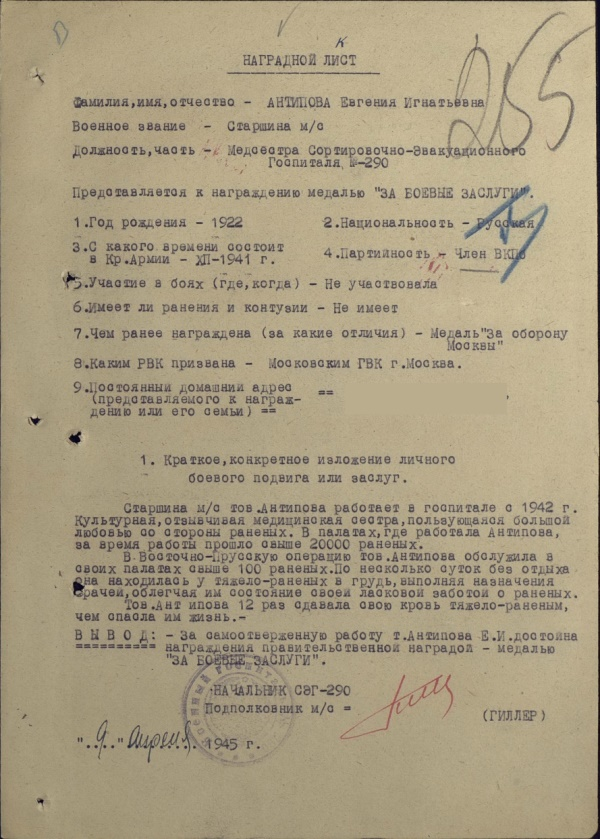 255
НАГРАДНОЙ ЛИСТ
Фамилия,имя,отчество - АНТИПОВА Евгения Игнатьевна
Военное звание - Старшина м/с
Должность,часть - Медсестра Сортировочно-Эвакуационного
Госпиталя №-290
Представляется к награждению медалью "ЗА БОЕВЫЕ ЗАСЛУГИ".
1.Год рождения - 1922 2.Национальность - Русская
3.С какого времени состоит
в Кр.Армии - ХП-1941 г. 4.Партийность - Член ВКПб
5.Участие в боях (где,когда) - Не участвовала
6.Имеет ли ранения и контузии - Не имеет
7.Чем ранее награждена (за какие отличия) - Медаль"За оборону
Москвы"
8.Каким РВК призвана - Московским ГВК г.Москва.
9.Постоянный домашний адрес ==
(представляемого к награж-
дению или его семьи) ==
1. Краткое,конкретное изложение личного
боевого подвига или заслуг.
Старшина м/с тов.Антипова работает в госпитале с 1942 г.
Культурная,отзывчивая медицинская сестра,пользующаяся большой
любовью со стороны раненых. В палатах,где работала Антипова,
за время работы прошло свыше 20000 раненых.
В Восточно-Прусскую операцию тов.Антипова обслужила в
своих палатах свыше 100 раненых.По несколько суток без отдыха
она находилась у тяжело-раненых в грудь,выполняя назначения
врачей,облегчая им состояние своей ласковой заботой о раненых.
Тов.Ант ипова 12 раз сдавала свою кровь тяжело-раненым,
чем спасла им жизнь.-
В Ы В О Д: - За самоотверженную работу т.Антипова Е.И.достойна
========== награждения правительственной наградой - медалью
"ЗА БОЕВЫЕ ЗАСЛУГИ".
НАЧАЛЬНИК СЭГ-290
Подполковник м/с =
(ГИЛЛЕР)
"..9.." Апреля. 1945 г.